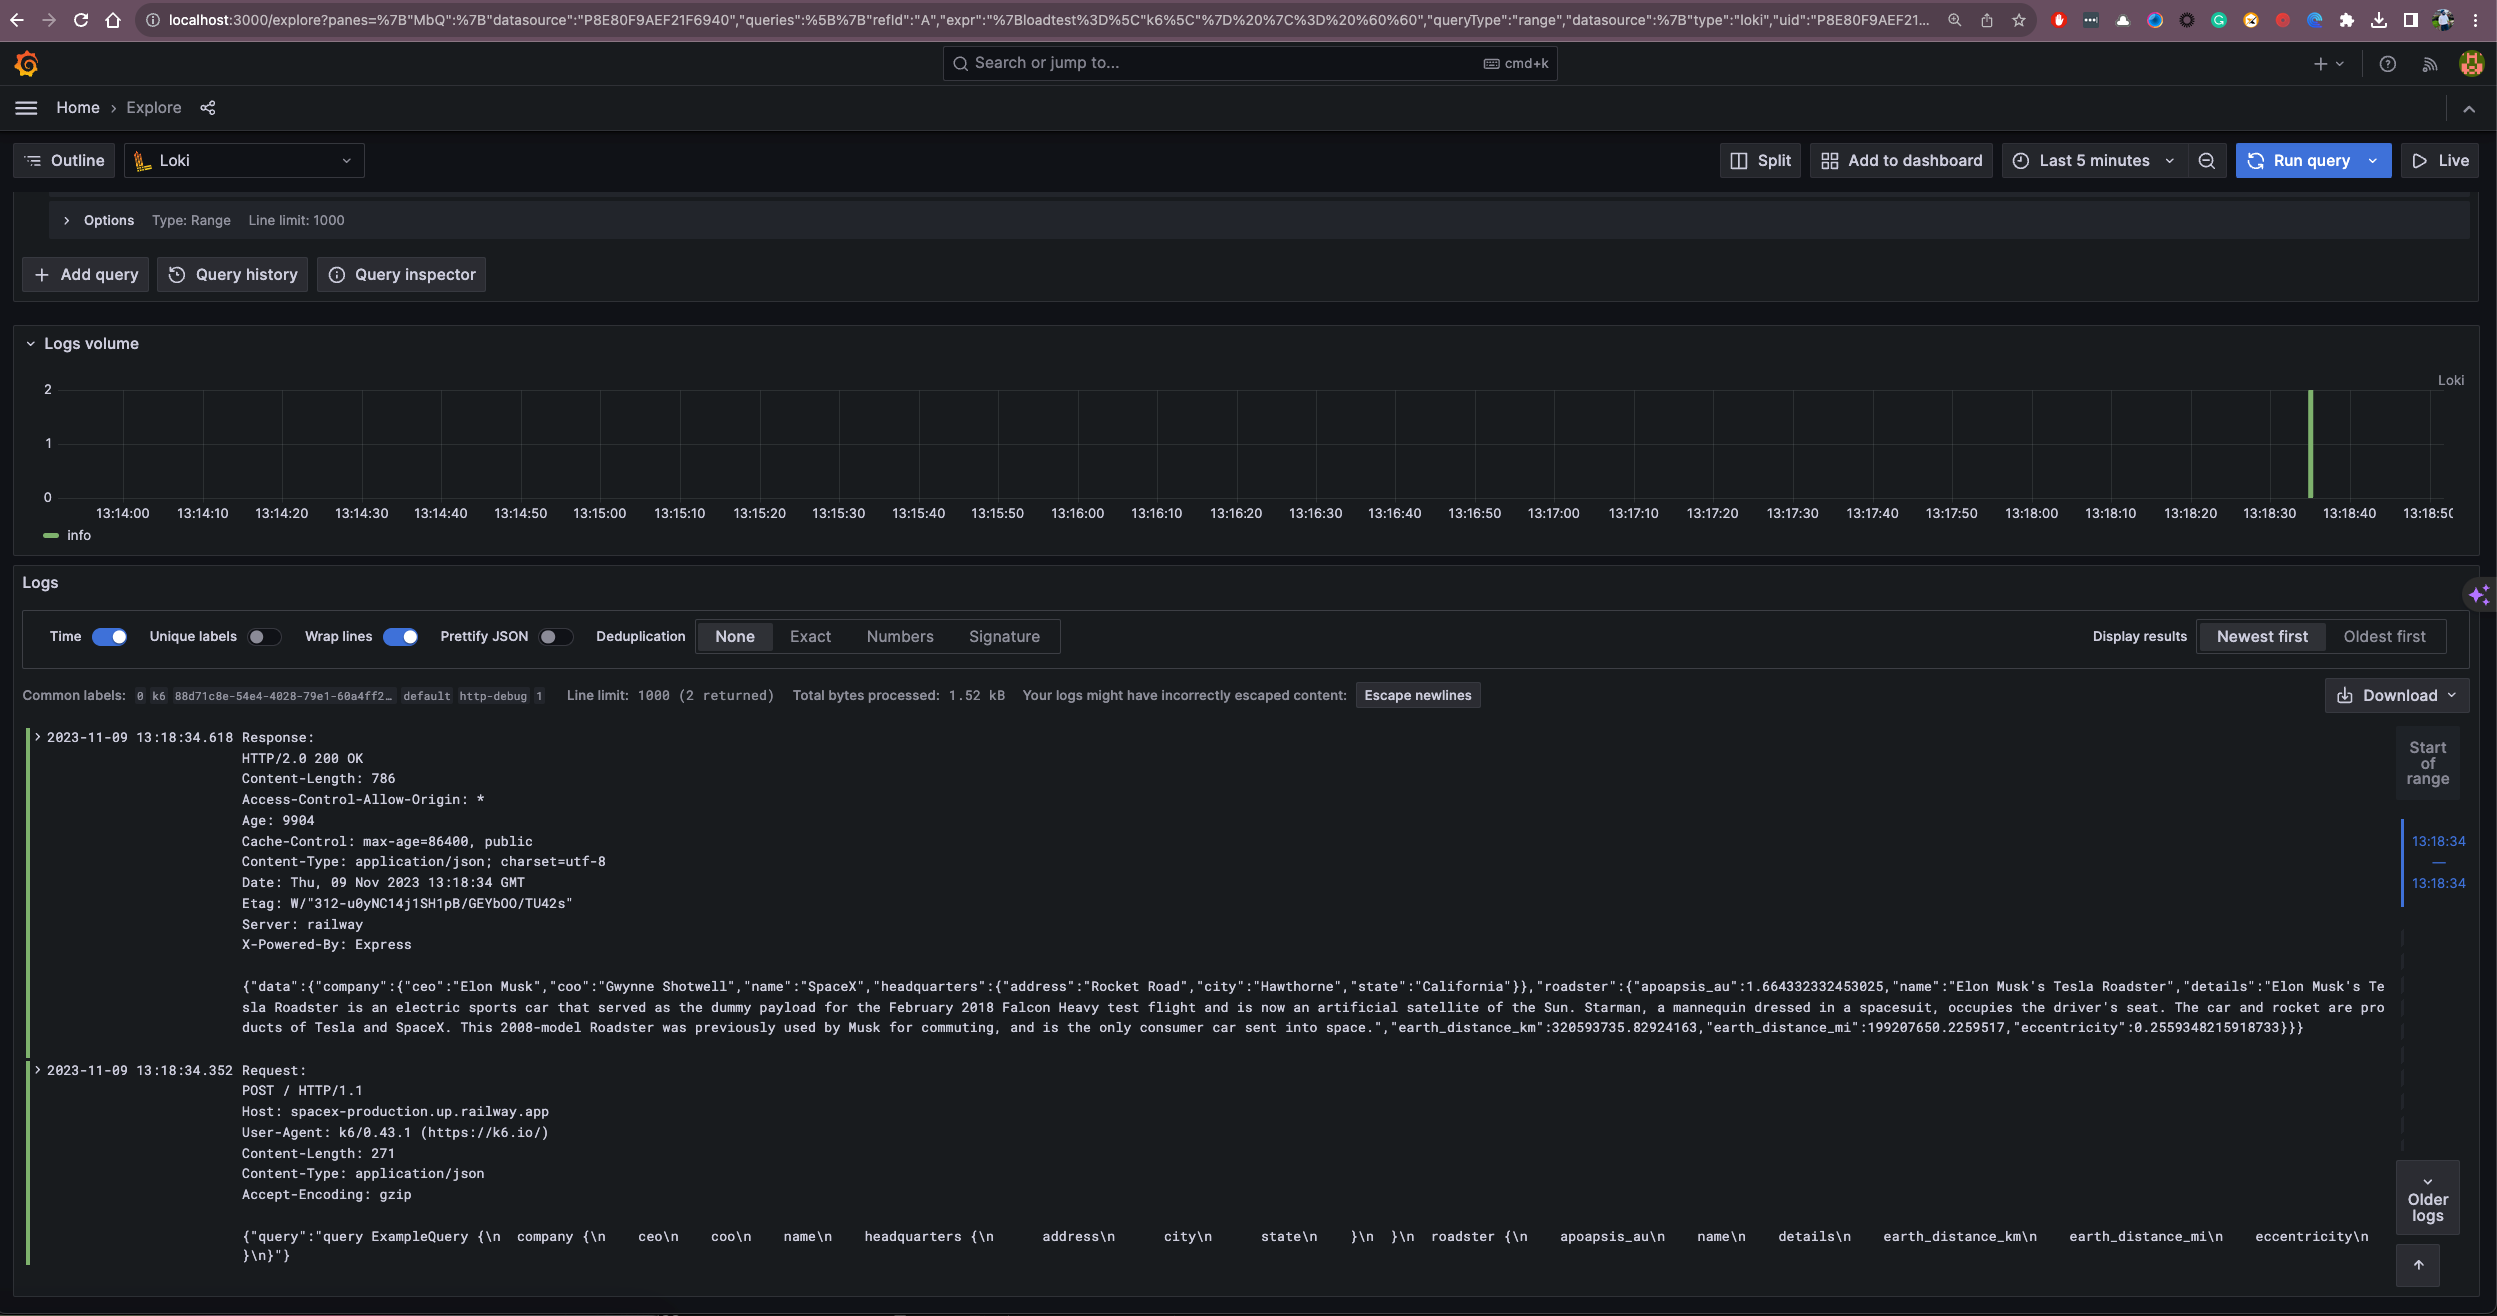 localhost:3000/explore?panes=%7B"MbQ":%7B"datasource":"P8E80F9AEF21F6940","queries":%5B%7B"refId":"A","expr":"%7Bloadtest%3D%5C"k6%5C"%7D%20%7C%3D%20%60%60","queryType":"range","datasource":%7B"type":"loki","uid":"P8E80F9AEF21...
Search or jump to... cmd+k
Home › Explore
Outline Loki Split Add to dashboard Last 5 minutes Run query Live
Options Type: Range Line limit: 1000
Add query Query history Query inspector
Logs volume
Loki
2
1
0
13:14:00 13:14:10 13:14:20 13:14:30 13:14:40 13:14:50 13:15:00 13:15:10 13:15:20 13:15:30 13:15:40 13:15:50 13:16:00 13:16:10 13:16:20 13:16:30 13:16:40 13:16:50 13:17:00 13:17:10 13:17:20 13:17:30 13:17:40 13:17:50 13:18:00 13:18:10 13:18:20 13:18:30 13:18:40 13:18:50
info
Logs
Time Unique labels Wrap lines Prettify JSON Deduplication None Exact Numbers Signature Display results Newest first Oldest first
Common labels: 0 k6 88d71c8e-54e4-4028-79e1-60a4ff2… default http-debug 1 Line limit: 1000 (2 returned) Total bytes processed: 1.52 kB Your logs might have incorrectly escaped content: Escape newlines Download
2023-11-09 13:18:34.618 Response:
HTTP/2.0 200 OK
Content-Length: 786
Access-Control-Allow-Origin: *
Age: 9904
Cache-Control: max-age=86400, public
Content-Type: application/json; charset=utf-8
Date: Thu, 09 Nov 2023 13:18:34 GMT
Etag: W/"312-u0yNC14j1SH1pB/GEYbOO/TU42s"
Server: railway
X-Powered-By: Express
{"data":{"company":{"ceo":"Elon Musk","coo":"Gwynne Shotwell","name":"SpaceX","headquarters":{"address":"Rocket Road","city":"Hawthorne","state":"California"}},"roadster":{"apoapsis_au":1.664332332453025,"name":"Elon Musk's Tesla Roadster","details":"Elon Musk's Te
sla Roadster is an electric sports car that served as the dummy payload for the February 2018 Falcon Heavy test flight and is now an artificial satellite of the Sun. Starman, a mannequin dressed in a spacesuit, occupies the driver's seat. The car and rocket are pro
ducts of Tesla and SpaceX. This 2008-model Roadster was previously used by Musk for commuting, and is the only consumer car sent into space.","earth_distance_km":320593735.82924163,"earth_distance_mi":199207650.2259517,"eccentricity":0.2559348215918733}}}
2023-11-09 13:18:34.352 Request:
POST / HTTP/1.1
Host: spacex-production.up.railway.app
User-Agent: k6/0.43.1 (https://k6.io/)
Content-Length: 271
Content-Type: application/json
Accept-Encoding: gzip
{"query":"query ExampleQuery {\n  company {\n    ceo\n    coo\n    name\n    headquarters {\n      address\n      city\n      state\n    }\n  }\n  roadster {\n    apoapsis_au\n    name\n    details\n    earth_distance_km\n    earth_distance_mi\n    eccentricity\n
}\n}"}
Start
of
range
13:18:34
—
13:18:34
Older
logs